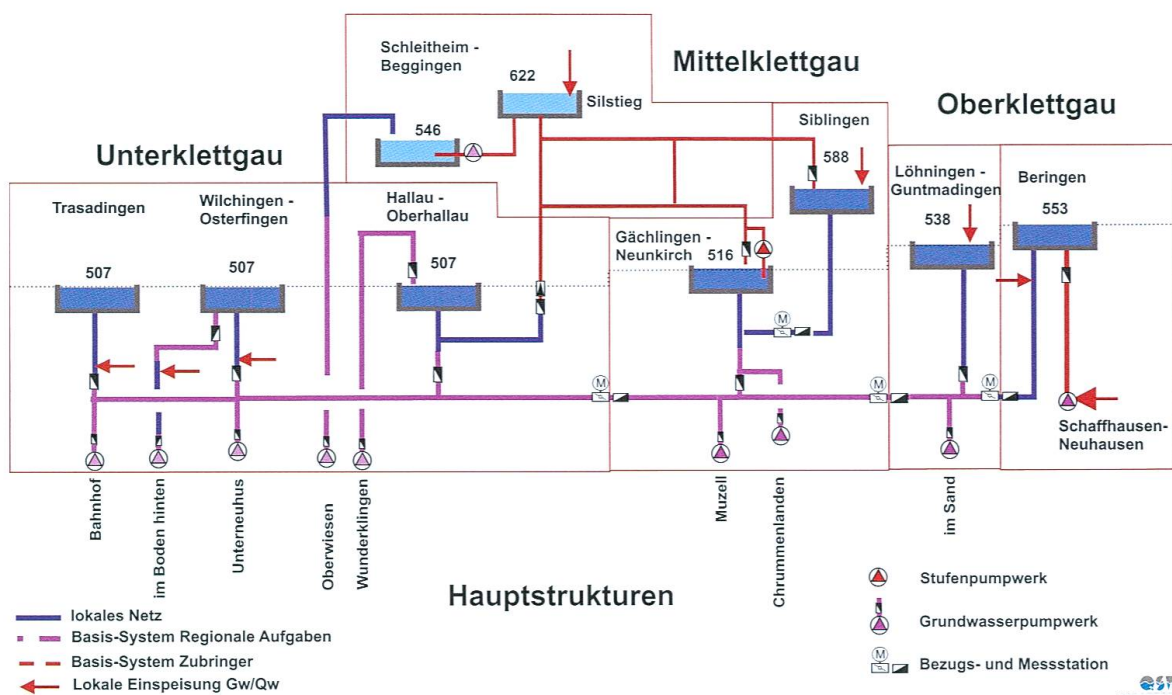 Schleitheim -
Beggingen
622
Silstieg
546
Mittelklettgau
Oberklettgau
Unterklettgau
Siblingen
588
Löhningen -
Guntmadingen
538
Beringen
553
Trasadingen
507
Wilchingen -
Osterfingen
507
Hallau -
Oberhallau
507
Gächlingen -
Neunkirch
516
M
M
M
M
Schaffhausen-
Neuhausen
Bahnhof
im Boden hinten
Unterneuhus
Oberwiesen
Wunderklingen
Muzell
Chrummenlanden
im Sand
Hauptstrukturen
lokales Netz
Basis-System Regionale Aufgaben
Basis-System Zubringer
Lokale Einspeisung Gw/Qw
Stufenpumpwerk
Grundwasserpumpwerk
M
Bezugs- und Messstation